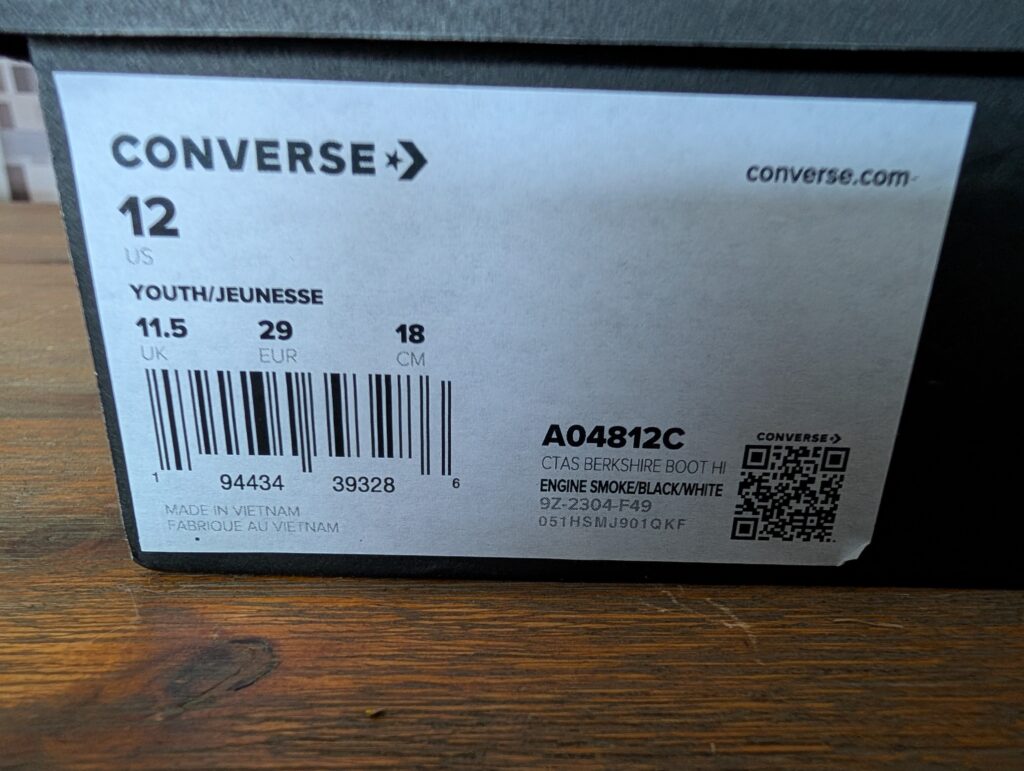 CONVERSE
converse.com
12
US
YOUTH/JEUNESSE
11.5 29 18
UK EUR CM
1 94434 39328 6
MADE IN VIETNAM
FABRIQUE AU VIETNAM
A04812C
CTAS BERKSHIRE BOOT HI
ENGINE SMOKE/BLACK/WHITE
9Z-2304-F49
051HSMJ901QKF
CONVERSE